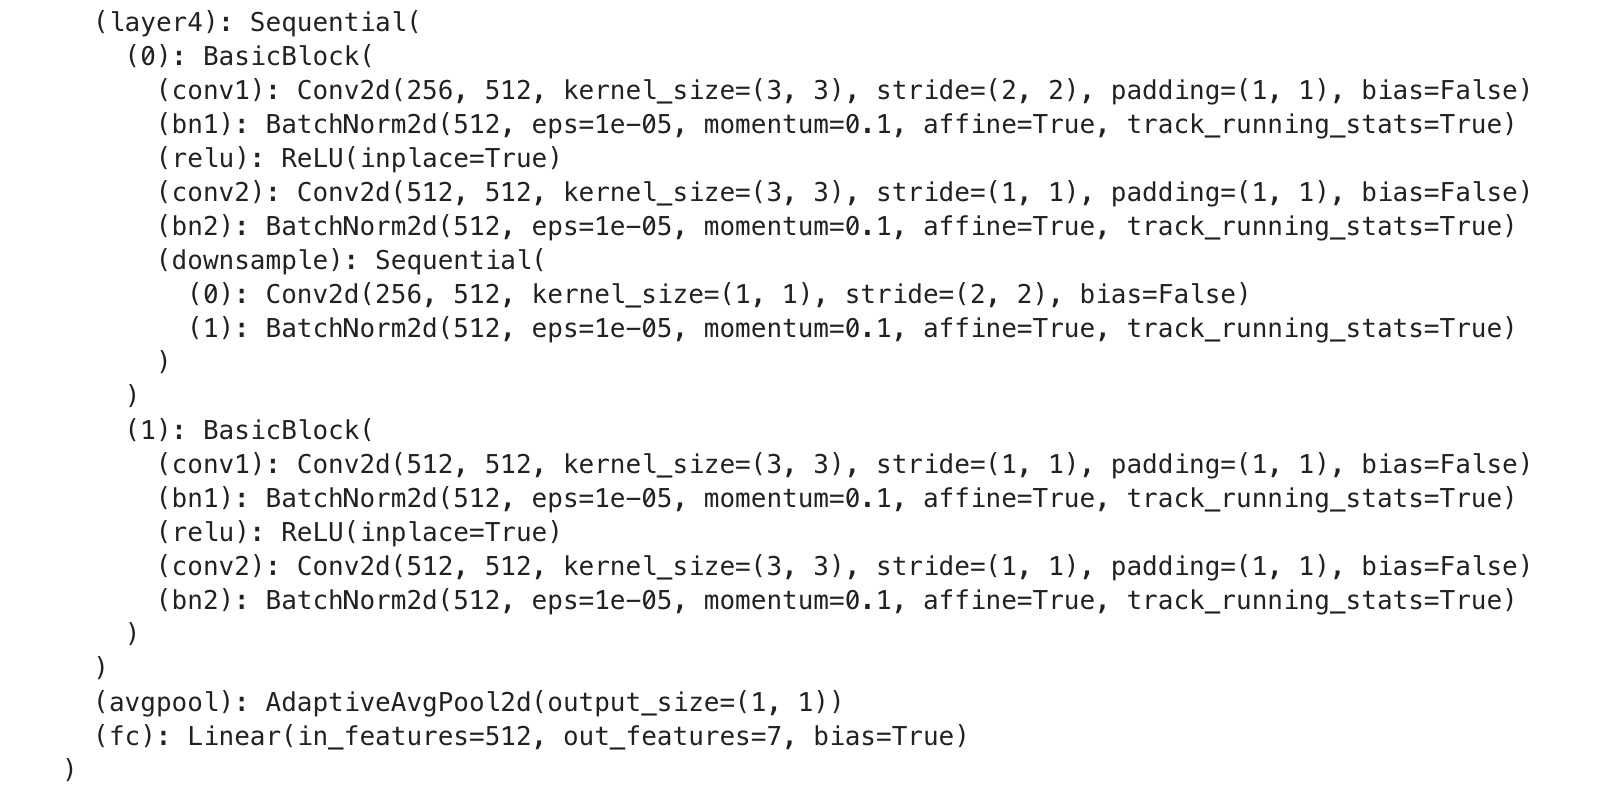 (layer4): Sequential(
(0): BasicBlock(
(conv1): Conv2d(256, 512, kernel_size=(3, 3), stride=(2, 2), padding=(1, 1), bias=False)
(bn1): BatchNorm2d(512, eps=1e-05, momentum=0.1, affine=True, track_running_stats=True)
(relu): ReLU(inplace=True)
(conv2): Conv2d(512, 512, kernel_size=(3, 3), stride=(1, 1), padding=(1, 1), bias=False)
(bn2): BatchNorm2d(512, eps=1e-05, momentum=0.1, affine=True, track_running_stats=True)
(downsample): Sequential(
(0): Conv2d(256, 512, kernel_size=(1, 1), stride=(2, 2), bias=False)
(1): BatchNorm2d(512, eps=1e-05, momentum=0.1, affine=True, track_running_stats=True)
)
)
(1): BasicBlock(
(conv1): Conv2d(512, 512, kernel_size=(3, 3), stride=(1, 1), padding=(1, 1), bias=False)
(bn1): BatchNorm2d(512, eps=1e-05, momentum=0.1, affine=True, track_running_stats=True)
(relu): ReLU(inplace=True)
(conv2): Conv2d(512, 512, kernel_size=(3, 3), stride=(1, 1), padding=(1, 1), bias=False)
(bn2): BatchNorm2d(512, eps=1e-05, momentum=0.1, affine=True, track_running_stats=True)
)
)
(avgpool): AdaptiveAvgPool2d(output_size=(1, 1))
(fc): Linear(in_features=512, out_features=7, bias=True)
)